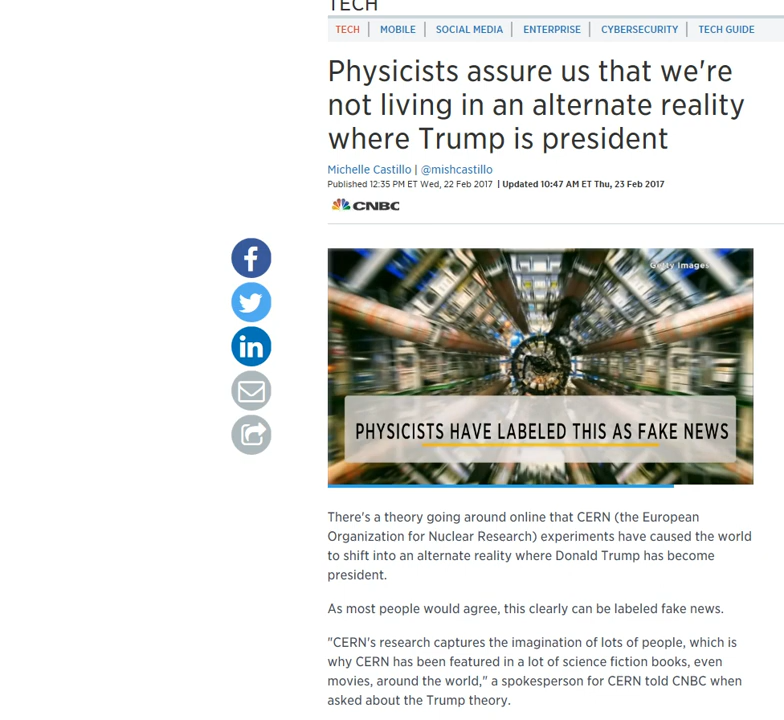 TECH
TECH | MOBILE | SOCIAL MEDIA | ENTERPRISE | CYBERSECURITY | TECH GUIDE
Physicists assure us that we're
not living in an alternate reality
where Trump is president
Michelle Castillo | @mishcastillo
Published 12:35 PM ET Wed, 22 Feb 2017 | Updated 10:47 AM ET Thu, 23 Feb 2017
CNBC
Getty Images
PHYSICISTS HAVE LABELED THIS AS FAKE NEWS
There's a theory going around online that CERN (the European
Organization for Nuclear Research) experiments have caused the world
to shift into an alternate reality where Donald Trump has become
president.
As most people would agree, this clearly can be labeled fake news.
"CERN's research captures the imagination of lots of people, which is
why CERN has been featured in a lot of science fiction books, even
movies, around the world," a spokesperson for CERN told CNBC when
asked about the Trump theory.